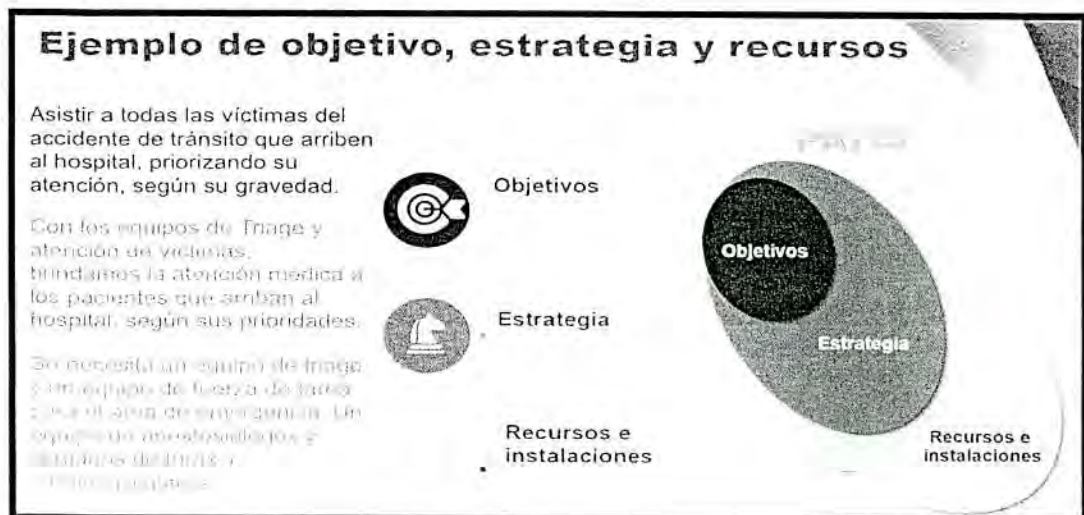 Ejemplo de objetivo, estrategia y recursos
Asistir a todas las víctimas del
accidente de tránsito que arriben
al hospital, priorizando su
atención, según su gravedad.
Con los equipos de Triage y
atención de víctimas,
brindamos la atención médica a
los pacientes que arriban al
hospital, según sus prioridades.
Se necesita un equipo de triage
y un equipo de fuerza de tarea
para el área de emergencia. Un
equipo de
Objetivos
Estrategia
Recursos e
instalaciones
Objetivos
Estrategia
Recursos e
instalaciones